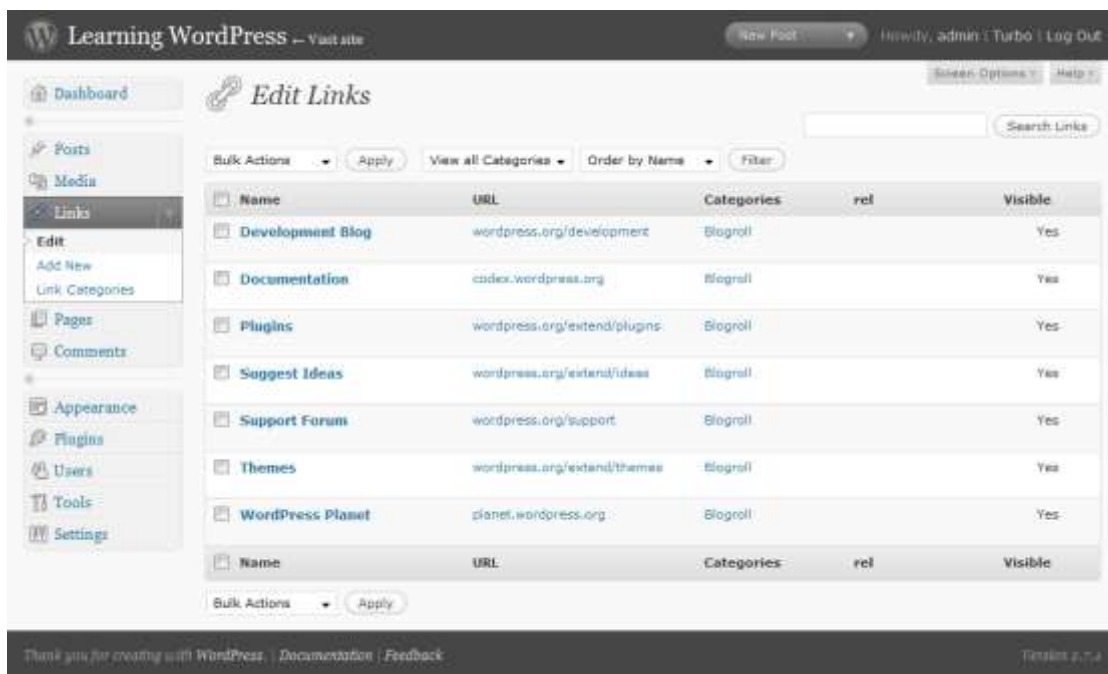 Learning WordPress ← Visit site
New Post
Howdy, admin | Turbo | Log Out
Screen Options
Help
Dashboard
Posts
Media
Links
Edit
Add New
Link Categories
Pages
Comments
Appearance
Plugins
Users
Tools
Settings
Edit Links
Search Links
Bulk Actions Apply View all Categories Order by Name Filter
Name URL Categories rel Visible
Development Blog wordpress.org/development Blogroll Yes
Documentation codex.wordpress.org Blogroll Yes
Plugins wordpress.org/extend/plugins Blogroll Yes
Suggest Ideas wordpress.org/extend/ideas Blogroll Yes
Support Forum wordpress.org/support Blogroll Yes
Themes wordpress.org/extend/themes Blogroll Yes
WordPress Planet planet.wordpress.org Blogroll Yes
Name URL Categories rel Visible
Bulk Actions Apply
Thank you for creating with WordPress. | Documentation | Feedback
Version